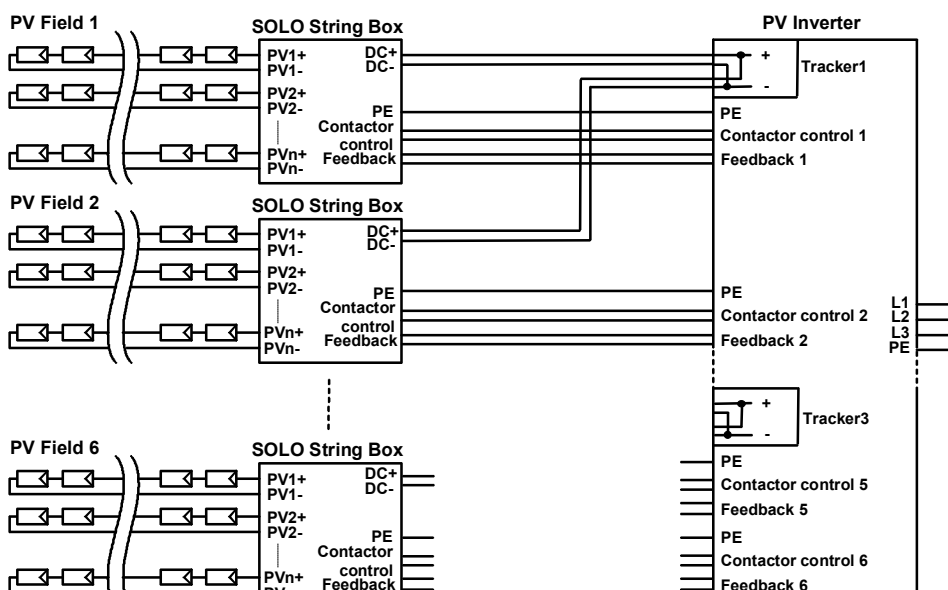 PV Field 1
SOLO String Box
PV Inverter
PV1+
PV1-
PV2+
PV2-
PVn+
PVn-
DC+
DC-
PE
Contactor
control
Feedback
+
-
Tracker1
PE
Contactor control 1
Feedback 1
PV Field 2
SOLO String Box
PV1+
PV1-
PV2+
PV2-
PVn+
PVn-
DC+
DC-
PE
Contactor
control
Feedback
PE
Contactor control 2
Feedback 2
L1
L2
L3
PE
+
-
Tracker3
PV Field 6
SOLO String Box
PV1+
PV1-
PV2+
PV2-
PVn+
DC+
DC-
PE
Contactor
control
Feedback
PE
Contactor control 5
Feedback 5
PE
Contactor control 6
Feedback 6